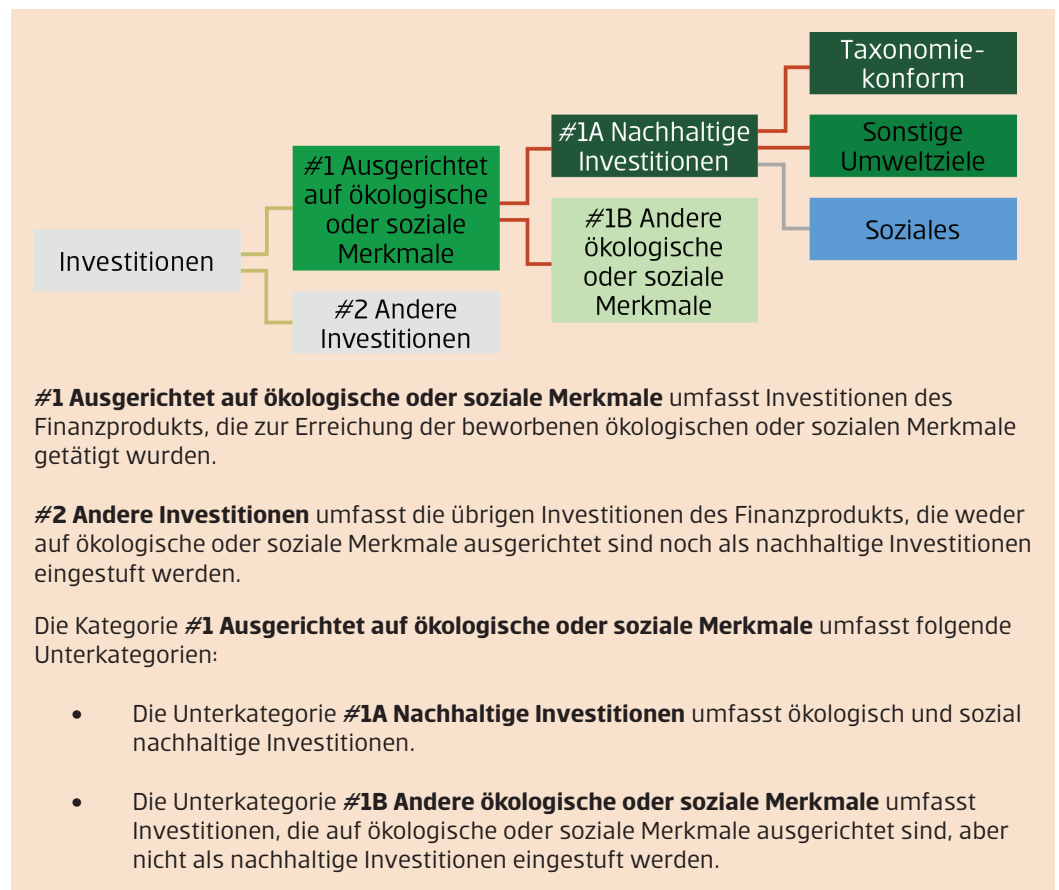 Taxonomie-
konform
#1A Nachhaltige
Investitionen
Sonstige
Umweltziele
#1 Ausgerichtet
auf ökologische
oder soziale
Merkmale
#1B Andere
ökologische
oder soziale
Merkmale
Soziales
Investitionen
#2 Andere
Investitionen
#1 Ausgerichtet auf ökologische oder soziale Merkmale umfasst Investitionen des
Finanzprodukts, die zur Erreichung der beworbenen ökologischen oder sozialen Merkmale
getätigt wurden.
#2 Andere Investitionen umfasst die übrigen Investitionen des Finanzprodukts, die weder
auf ökologische oder soziale Merkmale ausgerichtet sind noch als nachhaltige Investitionen
eingestuft werden.
Die Kategorie #1 Ausgerichtet auf ökologische oder soziale Merkmale umfasst folgende
Unterkategorien:
• Die Unterkategorie #1A Nachhaltige Investitionen umfasst ökologisch und sozial
nachhaltige Investitionen.
• Die Unterkategorie #1B Andere ökologische oder soziale Merkmale umfasst
Investitionen, die auf ökologische oder soziale Merkmale ausgerichtet sind, aber
nicht als nachhaltige Investitionen eingestuft werden.